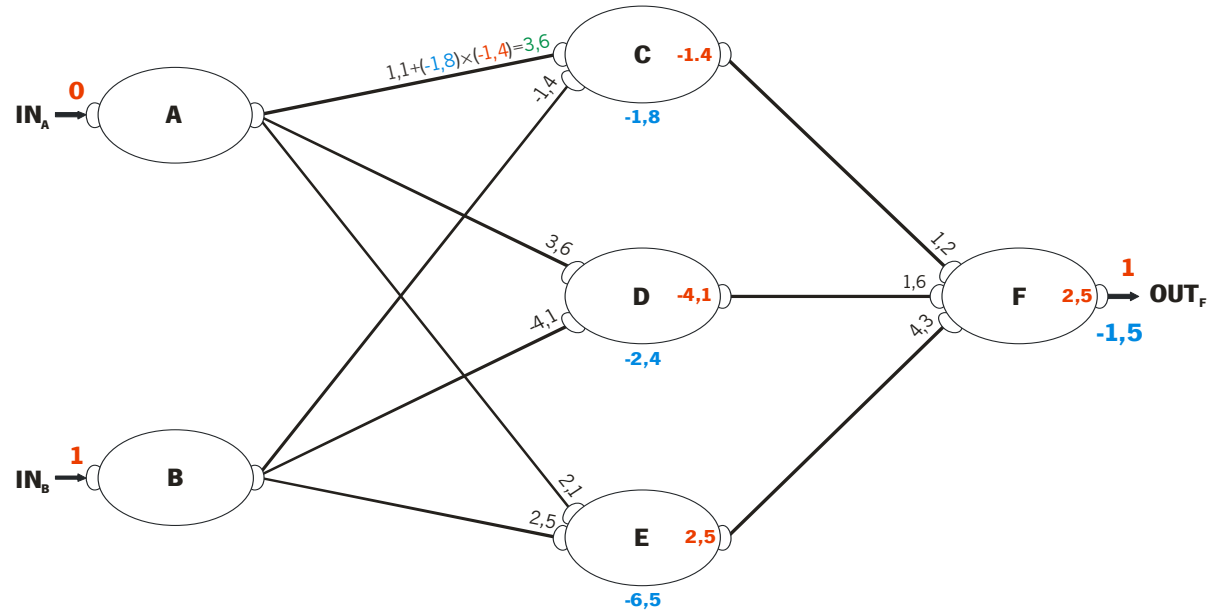 0
IN_A
A
1,1+(-1,8)×(-1,4)=3,6
-1,4
C
-1.4
-1,8
3,6
-4,1
D
-4,1
-2,4
1
IN_B
B
2,1
2,5
E
2,5
-6,5
1,2
1,6
4,3
F
2,5
1
OUT_F
-1,5